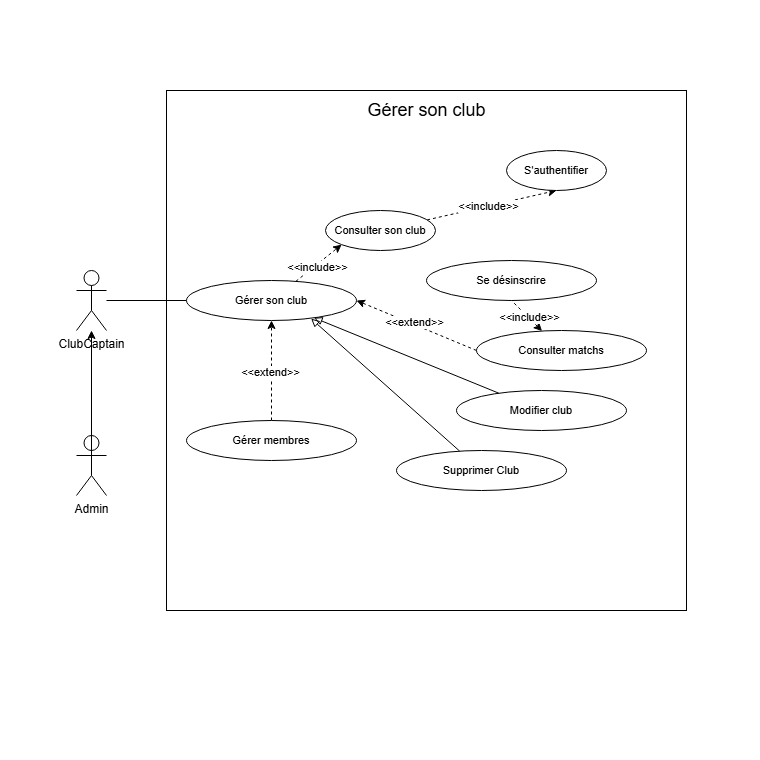 Gérer son club
S'authentifier
<<include>>
Consulter son club
<<include>>
Se désinscrire
Gérer son club
<<include>>
<<extend>>
ClubCaptain
Consulter matchs
<<extend>>
Modifier club
Gérer membres
Supprimer Club
Admin